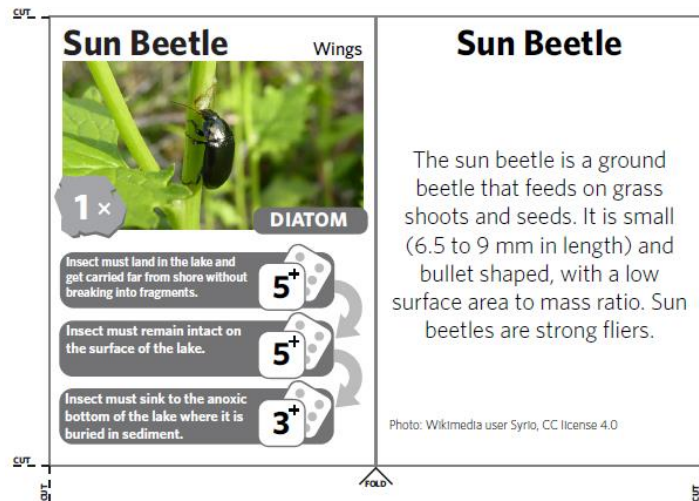 CUT
Sun Beetle
Wings
1 ×
DIATOM
Insect must land in the lake and
get carried far from shore without
breaking into fragments.
5+
Insect must remain intact on
the surface of the lake.
5+
Insect must sink to the anoxic
bottom of the lake where it is
buried in sediment.
3+
Sun Beetle
The sun beetle is a ground
beetle that feeds on grass
shoots and seeds. It is small
(6.5 to 9 mm in length) and
bullet shaped, with a low
surface area to mass ratio. Sun
beetles are strong fliers.
Photo: Wikimedia user Syrio, CC license 4.0
CUT
CUT
FOLD
CUT